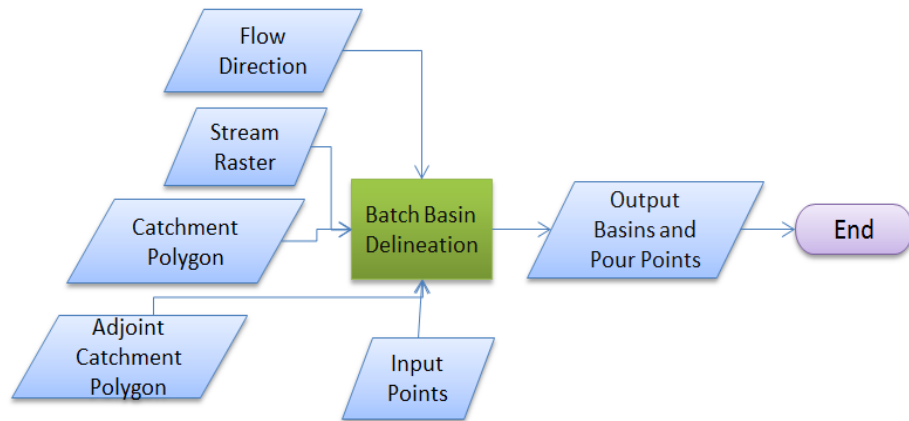 Flow
Direction
Stream
Raster
Catchment
Polygon
Adjoint
Catchment
Polygon
Input
Points
Batch Basin
Delineation
Output
Basins and
Pour Points
End